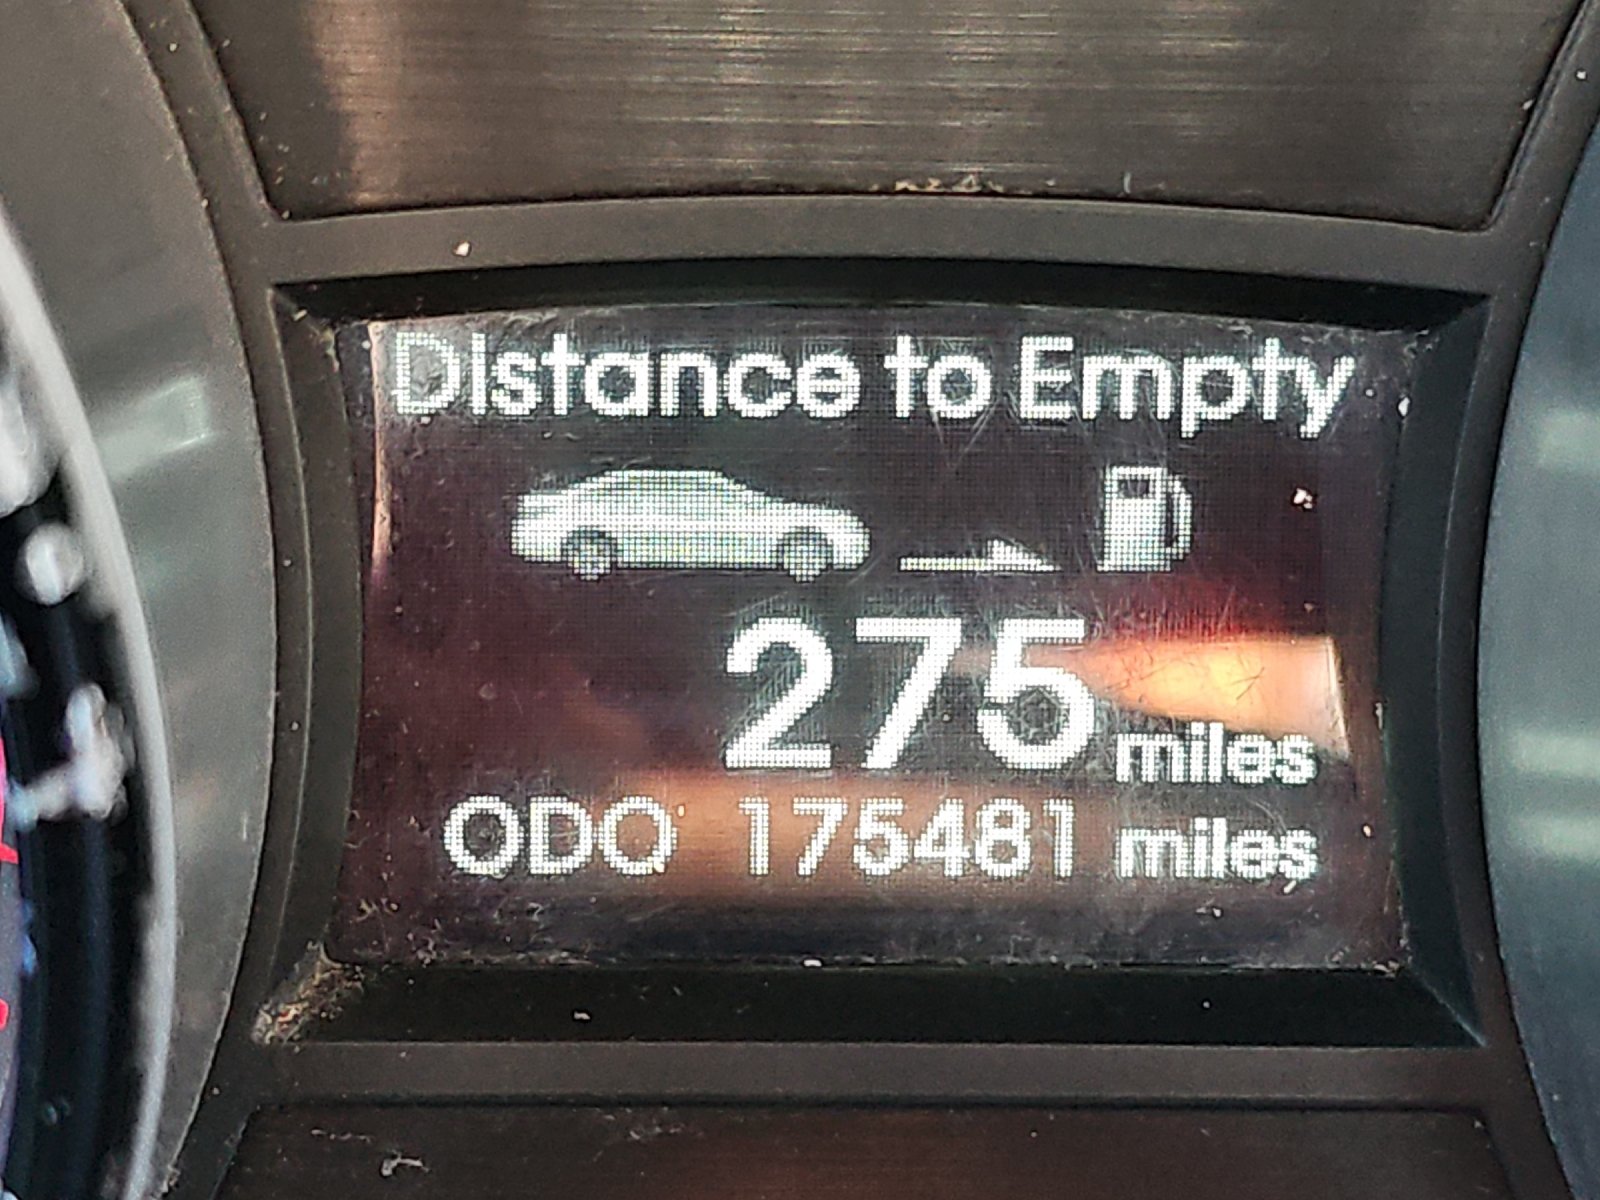 Distance to Empty
275 miles
ODO 175481 miles